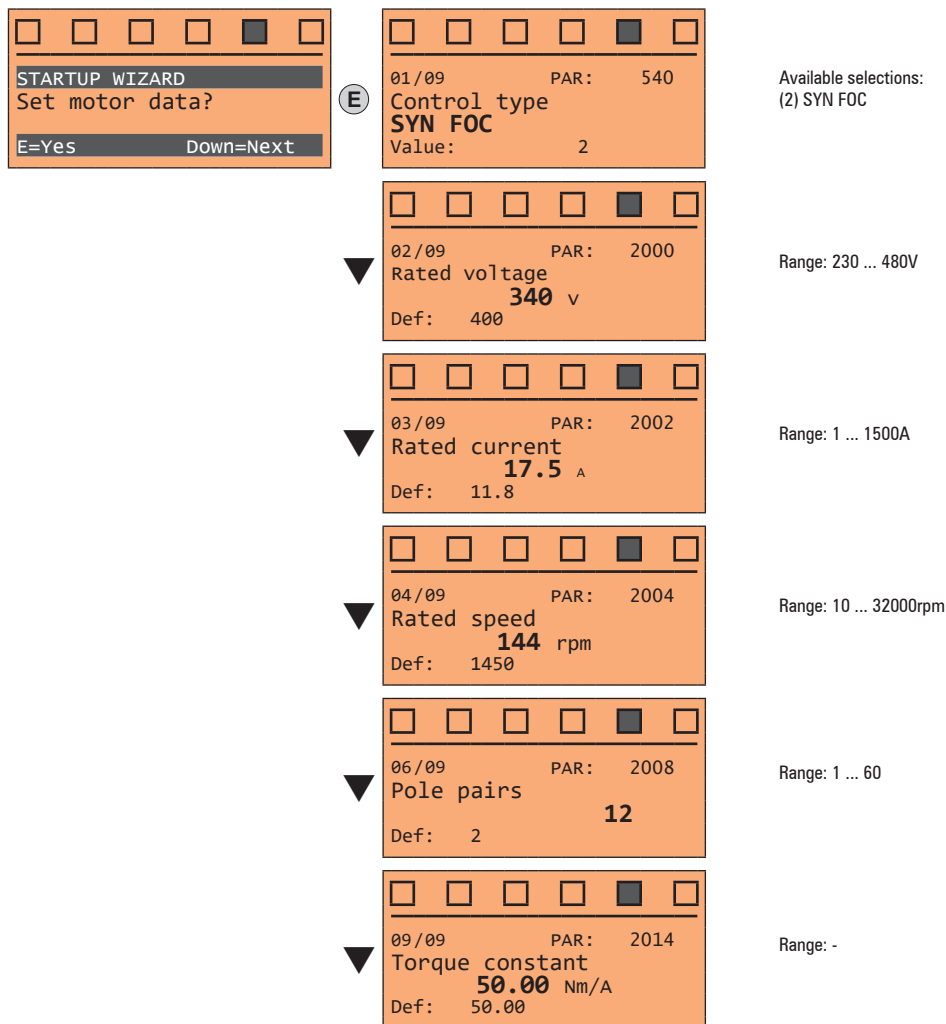 STARTUP WIZARD
Set motor data?
E=Yes Down=Next
E
01/09 PAR: 540
Control type
SYN FOC
Value: 2
Available selections:
(2) SYN FOC
02/09 PAR: 2000
Rated voltage
340 V
Def: 400
Range: 230 ... 480V
03/09 PAR: 2002
Rated current
17.5 A
Def: 11.8
Range: 1 ... 1500A
04/09 PAR: 2004
Rated speed
144 rpm
Def: 1450
Range: 10 ... 32000rpm
06/09 PAR: 2008
Pole pairs
12
Def: 2
Range: 1 ... 60
09/09 PAR: 2014
Torque constant
50.00 Nm/A
Def: 50.00
Range: -